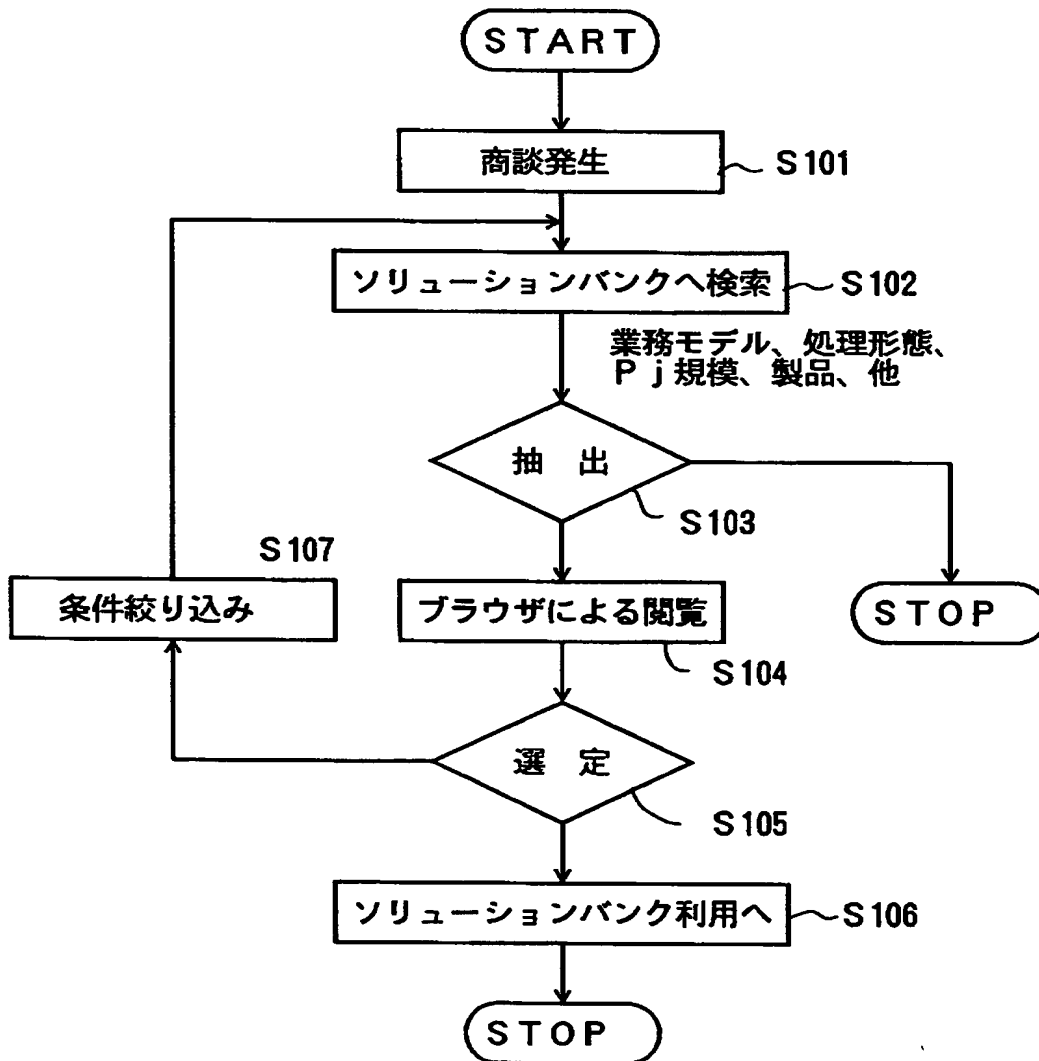 START
商談発生
S101
ソリューションバンクへ検索
S102
業務モデル、処理形態、
Pj規模、製品、他
抽 出
S103
S107
条件絞り込み
ブラウザによる閲覧
STOP
S104
選 定
S105
ソリューションバンク利用へ
S106
STOP